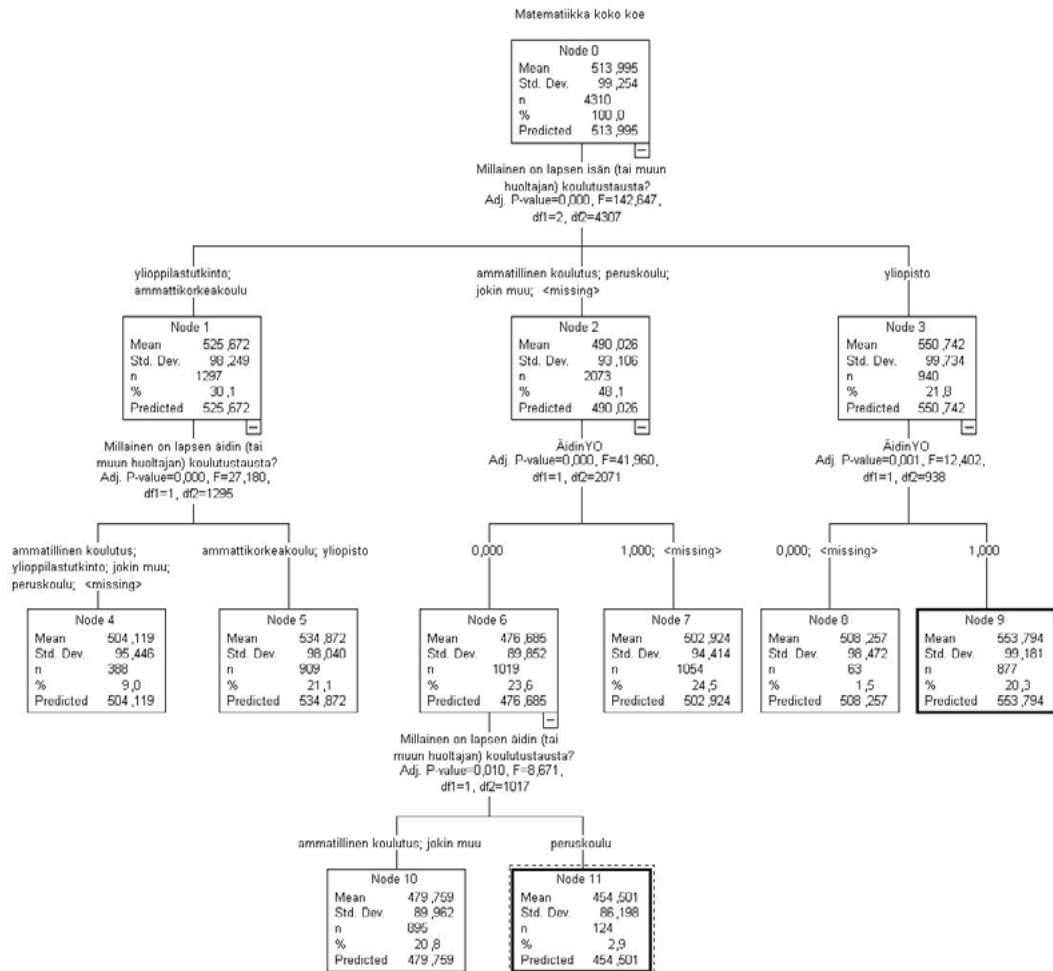 Matematiikka koko koe
Node 0
Mean 513,995
Std. Dev. 99,254
n 4310
% 100,0
Predicted 513,995
Millainen on lapsen isän (tai muun
huoltajan) koulutustausta?
Adj. P-value=0,000, F=142,647,
df1=2, df2=4307
ylioppilastutkinto;
ammattikorkeakoulu
ammatillinen koulutus; peruskoulu;
jokin muu; <missing>
yliopisto
Node 1
Mean 525,672
Std. Dev. 98,249
n 1297
% 30,1
Predicted 525,672
Node 2
Mean 490,026
Std. Dev. 93,106
n 2073
% 48,1
Predicted 490,026
Node 3
Mean 550,742
Std. Dev. 99,734
n 940
% 21,8
Predicted 550,742
Millainen on lapsen äidin (tai
muun huoltajan) koulutustausta?
Adj. P-value=0,000, F=27,180,
df1=1, df2=1295
ÄidinYO
Adj. P-value=0,000, F=41,960,
df1=1, df2=2071
ÄidinYO
Adj. P-value=0,001, F=12,402,
df1=1, df2=938
ammatillinen koulutus;
ylioppilastutkinto; jokin muu;
peruskoulu; <missing>
ammattikorkeakoulu; yliopisto
0,000
1,000; <missing>
0,000; <missing>
1,000
Node 4
Mean 504,119
Std. Dev. 95,446
n 388
% 9,0
Predicted 504,119
Node 5
Mean 534,872
Std. Dev. 98,040
n 909
% 21,1
Predicted 534,872
Node 6
Mean 476,685
Std. Dev. 89,852
n 1019
% 23,6
Predicted 476,685
Node 7
Mean 502,924
Std. Dev. 94,414
n 1054
% 24,5
Predicted 502,924
Node 8
Mean 508,257
Std. Dev. 98,472
n 63
% 1,5
Predicted 508,257
Node 9
Mean 553,794
Std. Dev. 99,181
n 877
% 20,3
Predicted 553,794
Millainen on lapsen äidin (tai
muun huoltajan) koulutustausta?
Adj. P-value=0,010, F=8,671,
df1=1, df2=1017
ammatillinen koulutus; jokin muu
peruskoulu
Node 10
Mean 479,759
Std. Dev. 89,962
n 895
% 20,8
Predicted 479,759
Node 11
Mean 454,501
Std. Dev. 86,198
n 124
% 2,9
Predicted 454,501